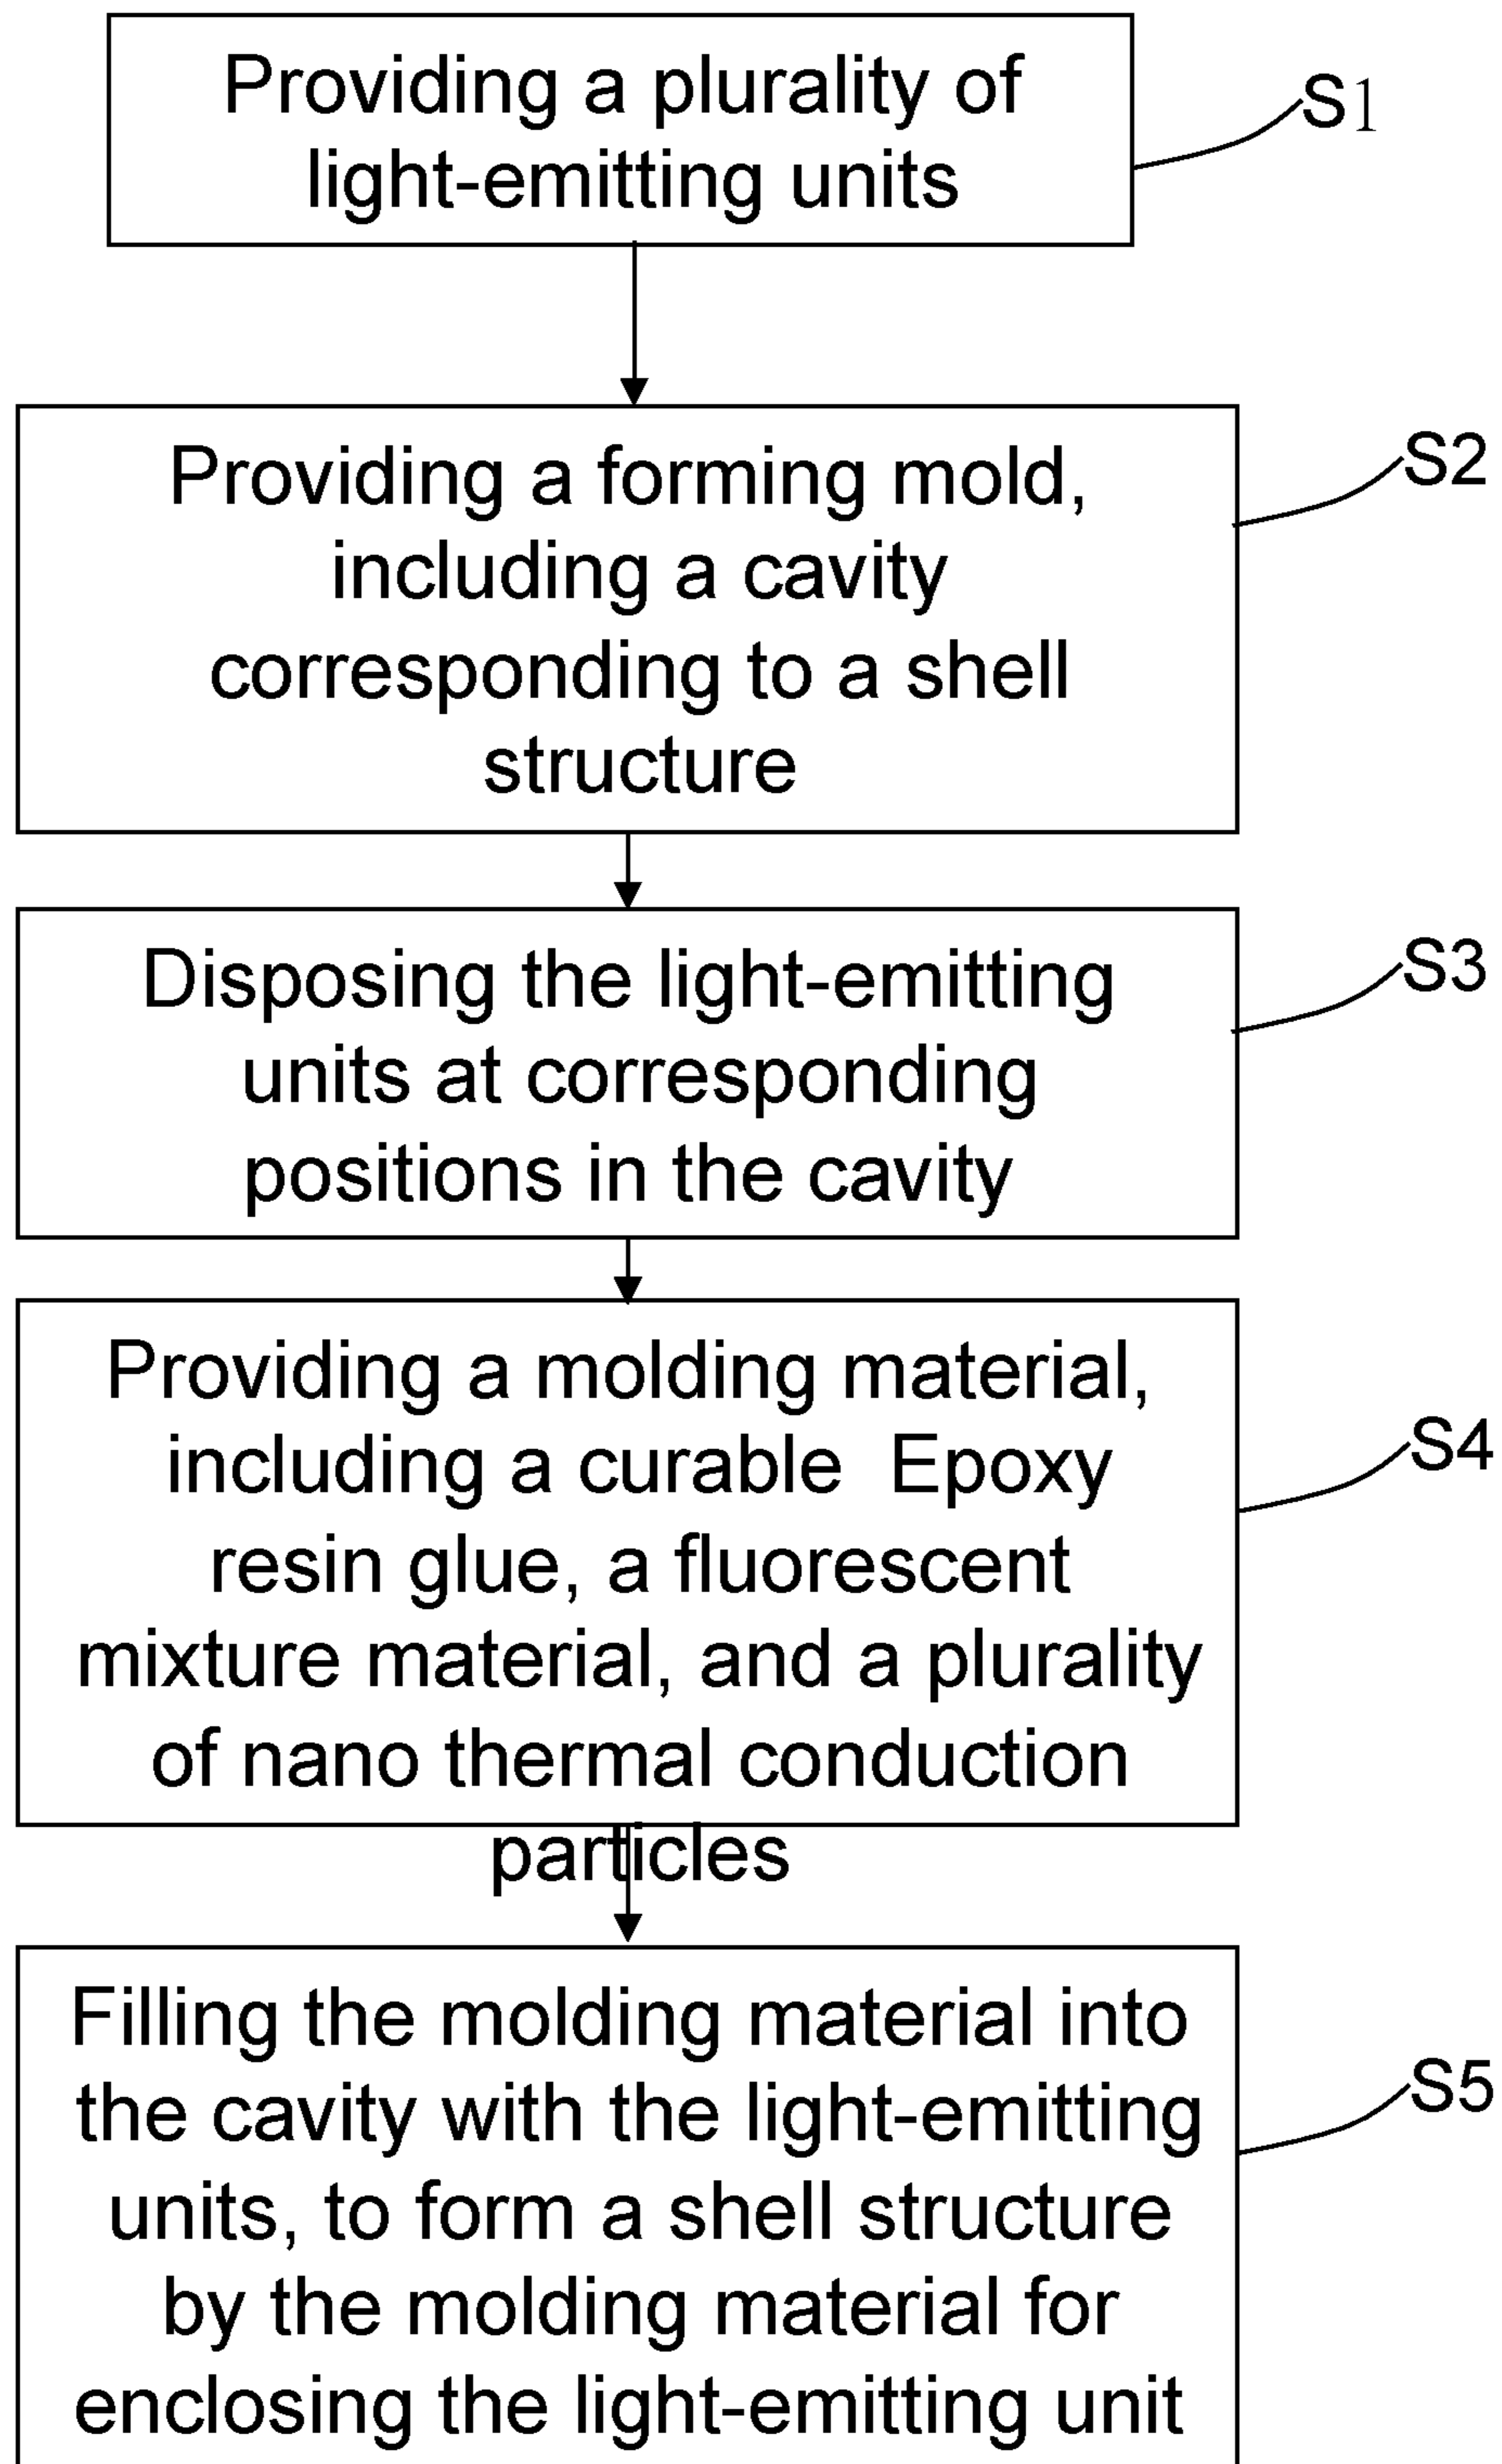 Providing a plurality of
light-emitting units
S1
Providing a forming mold,
including a cavity
corresponding to a shell
structure
S2
Disposing the light-emitting
units at corresponding
positions in the cavity
S3
Providing a molding material,
including a curable Epoxy
resin glue, a fluorescent
mixture material, and a plurality
of nano thermal conduction
particles
S4
Filling the molding material into
the cavity with the light-emitting
units, to form a shell structure
by the molding material for
enclosing the light-emitting unit
S5